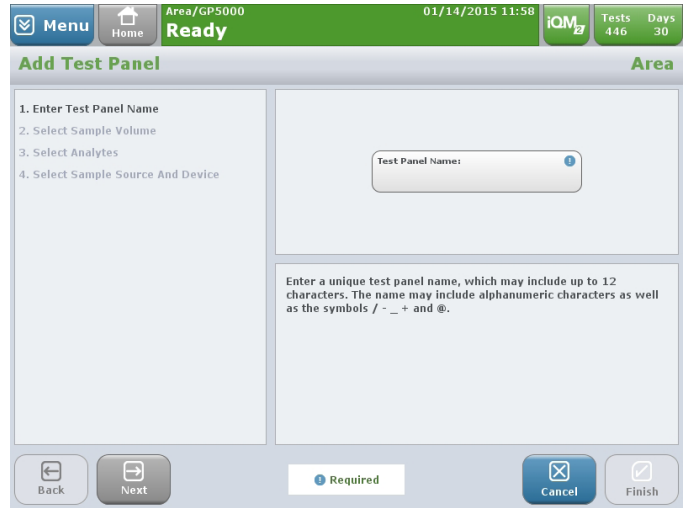 Menu
Home
Area/GP5000
Ready
01/14/2015 11:58
iQM2
Tests Days
446 30
Add Test Panel
Area
1. Enter Test Panel Name
2. Select Sample Volume
3. Select Analytes
4. Select Sample Source And Device
Test Panel Name:
Enter a unique test panel name, which may include up to 12
characters. The name may include alphanumeric characters as well
as the symbols / - _ + and @.
Back
Next
Required
Cancel
Finish